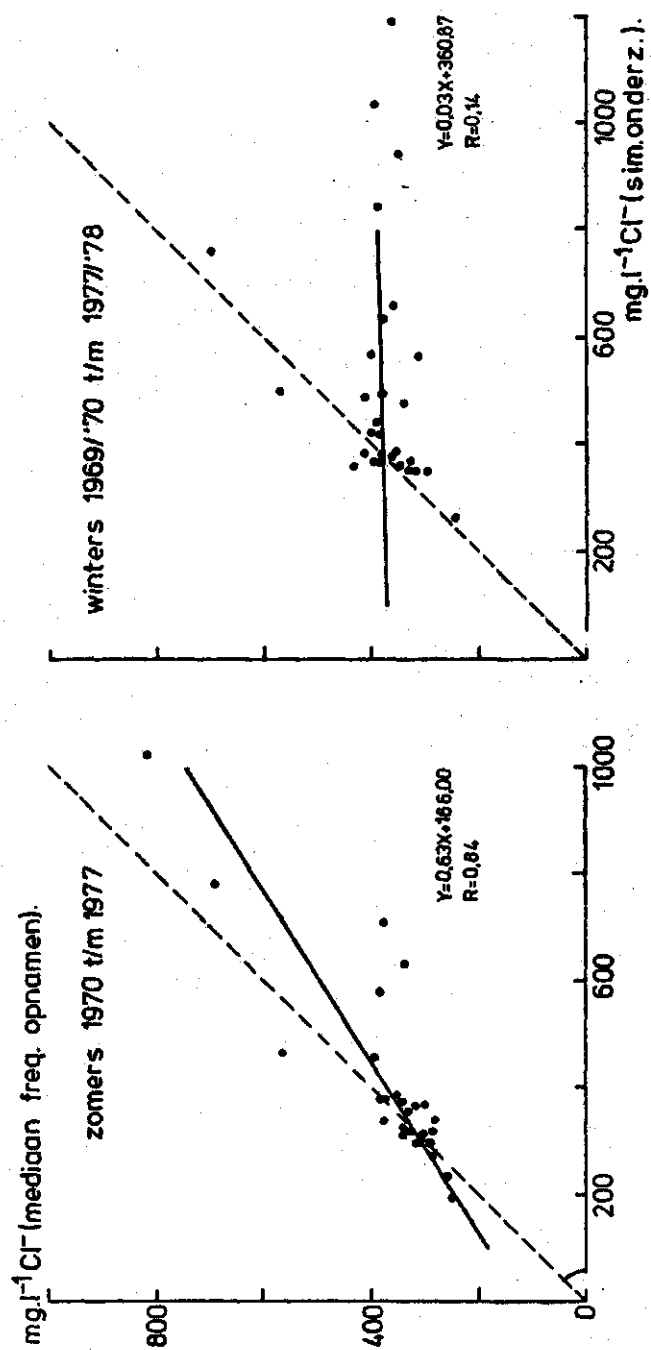 mg.l⁻¹Cl⁻(mediaan freq. opnamen).
zomers 1970 t/m 1977
800
400
0
Y=0,63X+166,00
R=0,84
200
600
1000
winters 1969/'70 t/m 1977/'78
Y=0,03X+360,87
R=0,14
200
600
1000
mg.l⁻¹Cl⁻(sim.onderz.).